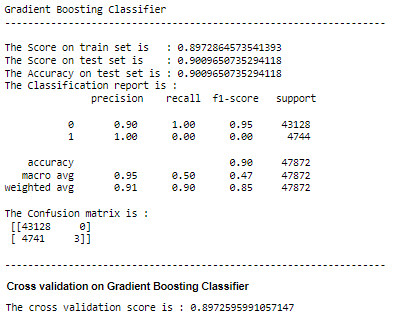 Gradient Boosting Classifier
--------------------------------------------------------------------------------
The Score on train set is : 0.8972864573541393
The Score on test set is : 0.9009650735294118
The Accuracy on test set is : 0.9009650735294118
The Classification report is :
precision recall f1-score support
0 0.90 1.00 0.95 43128
1 1.00 0.00 0.00 4744
accuracy 0.90 47872
macro avg 0.95 0.50 0.47 47872
weighted avg 0.91 0.90 0.85 47872
The Confusion matrix is :
[[43128 0]
[ 4741 3]]
--------------------------------------------------------------------------------
Cross validation on Gradient Boosting Classifier
The cross validation score is : 0.8972595991057147